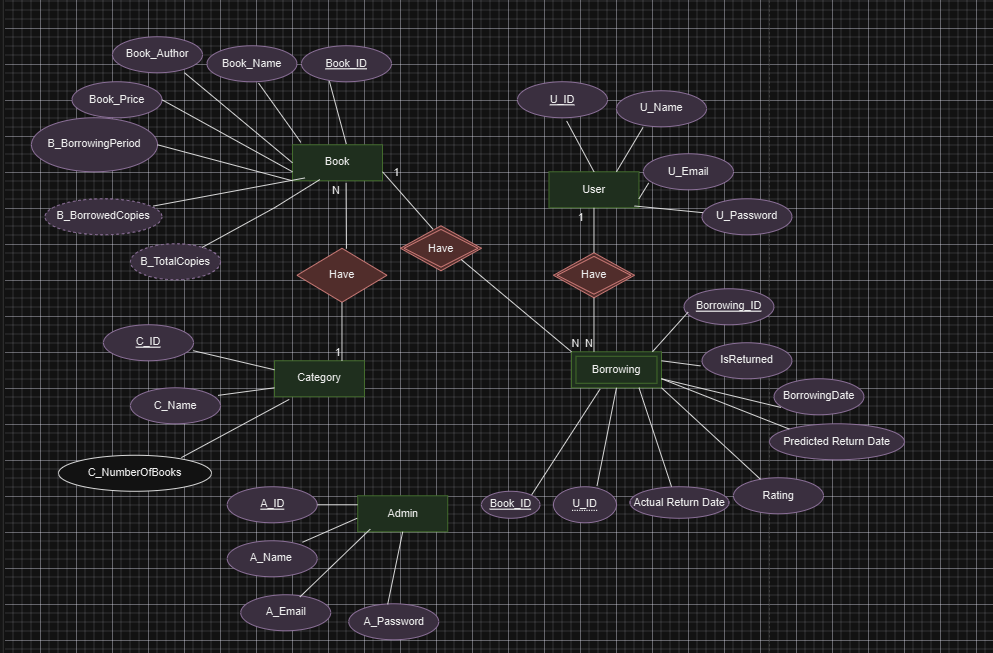 Book_Author
Book_Name
Book_ID
Book_Price
B_BorrowingPeriod
Book
1
N
B_BorrowedCopies
B_TotalCopies
Have
Have
U_ID
U_Name
U_Email
User
U_Password
1
Have
Borrowing_ID
N N
IsReturned
Borrowing
BorrowingDate
Predicted Return Date
Book_ID
U_ID
Actual Return Date
Rating
C_ID
1
Category
C_Name
C_NumberOfBooks
A_ID
Admin
A_Name
A_Email
A_Password